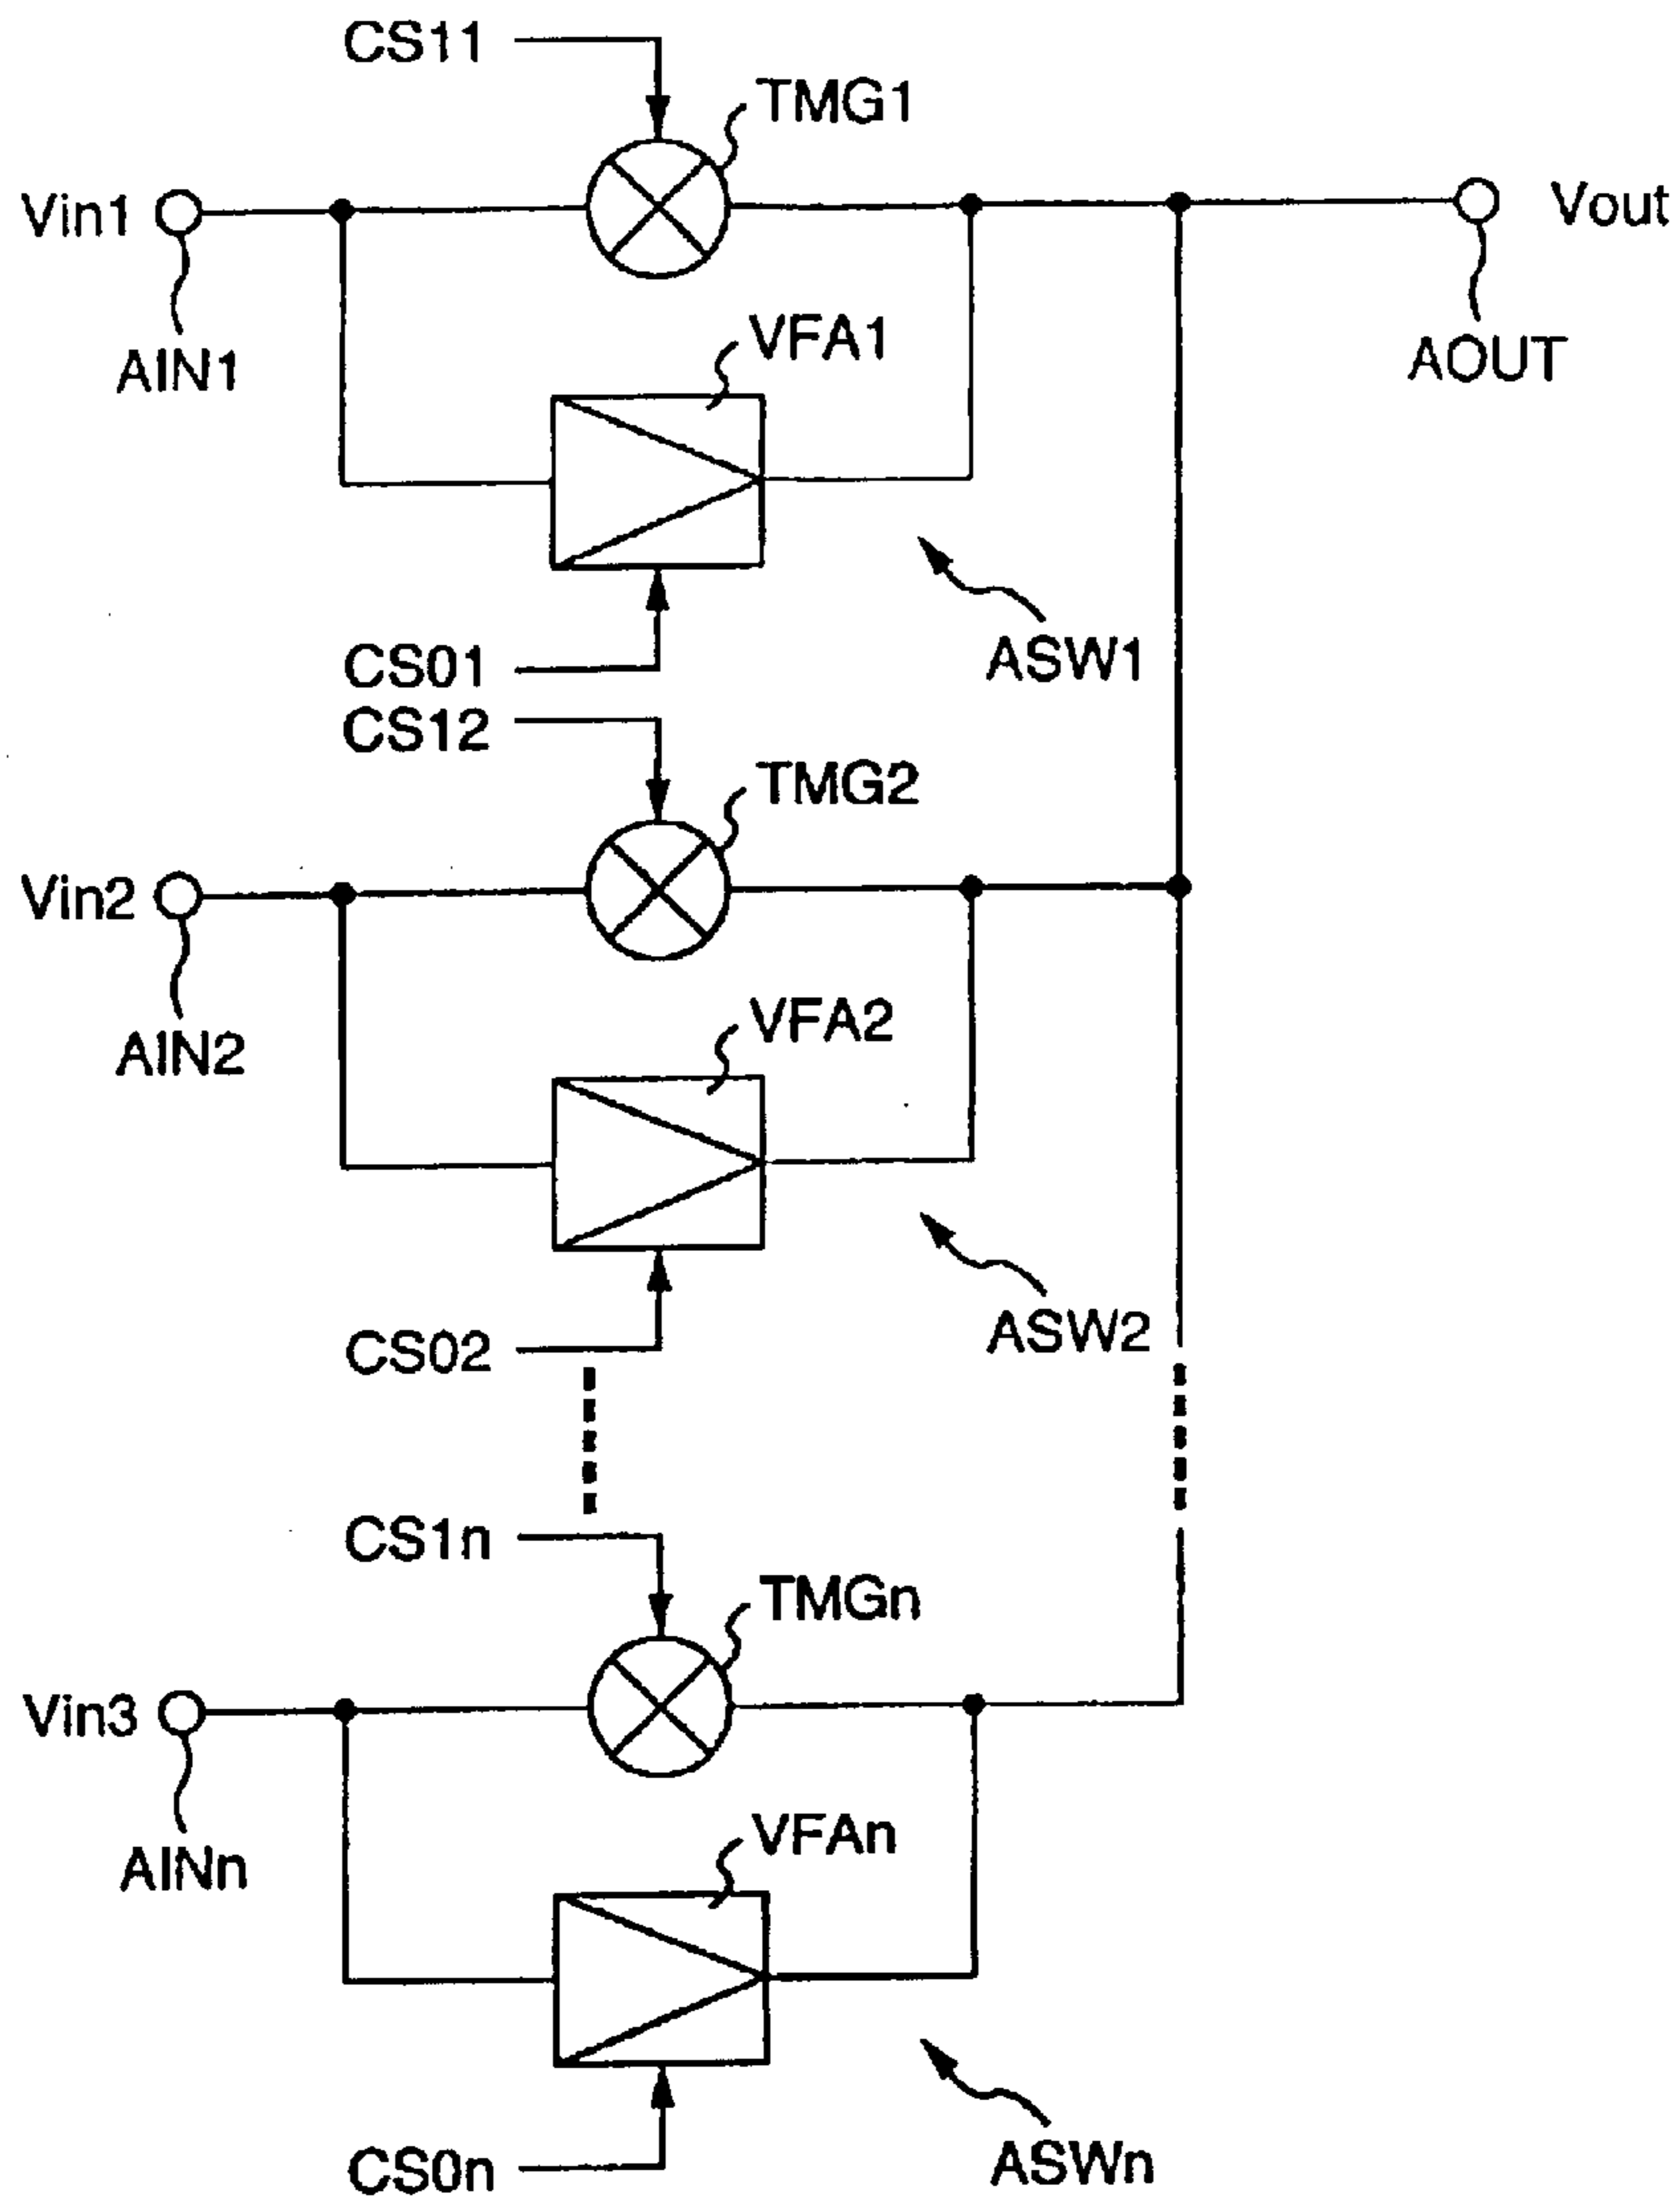 CS11
TMG1
Vin1
Vout
AIN1
VFA1
AOUT
CS01
ASW1
CS12
TMG2
Vin2
AIN2
VFA2
CS02
ASW2
CS1n
TMGn
Vin3
AINn
VFAn
CS0n
ASWn